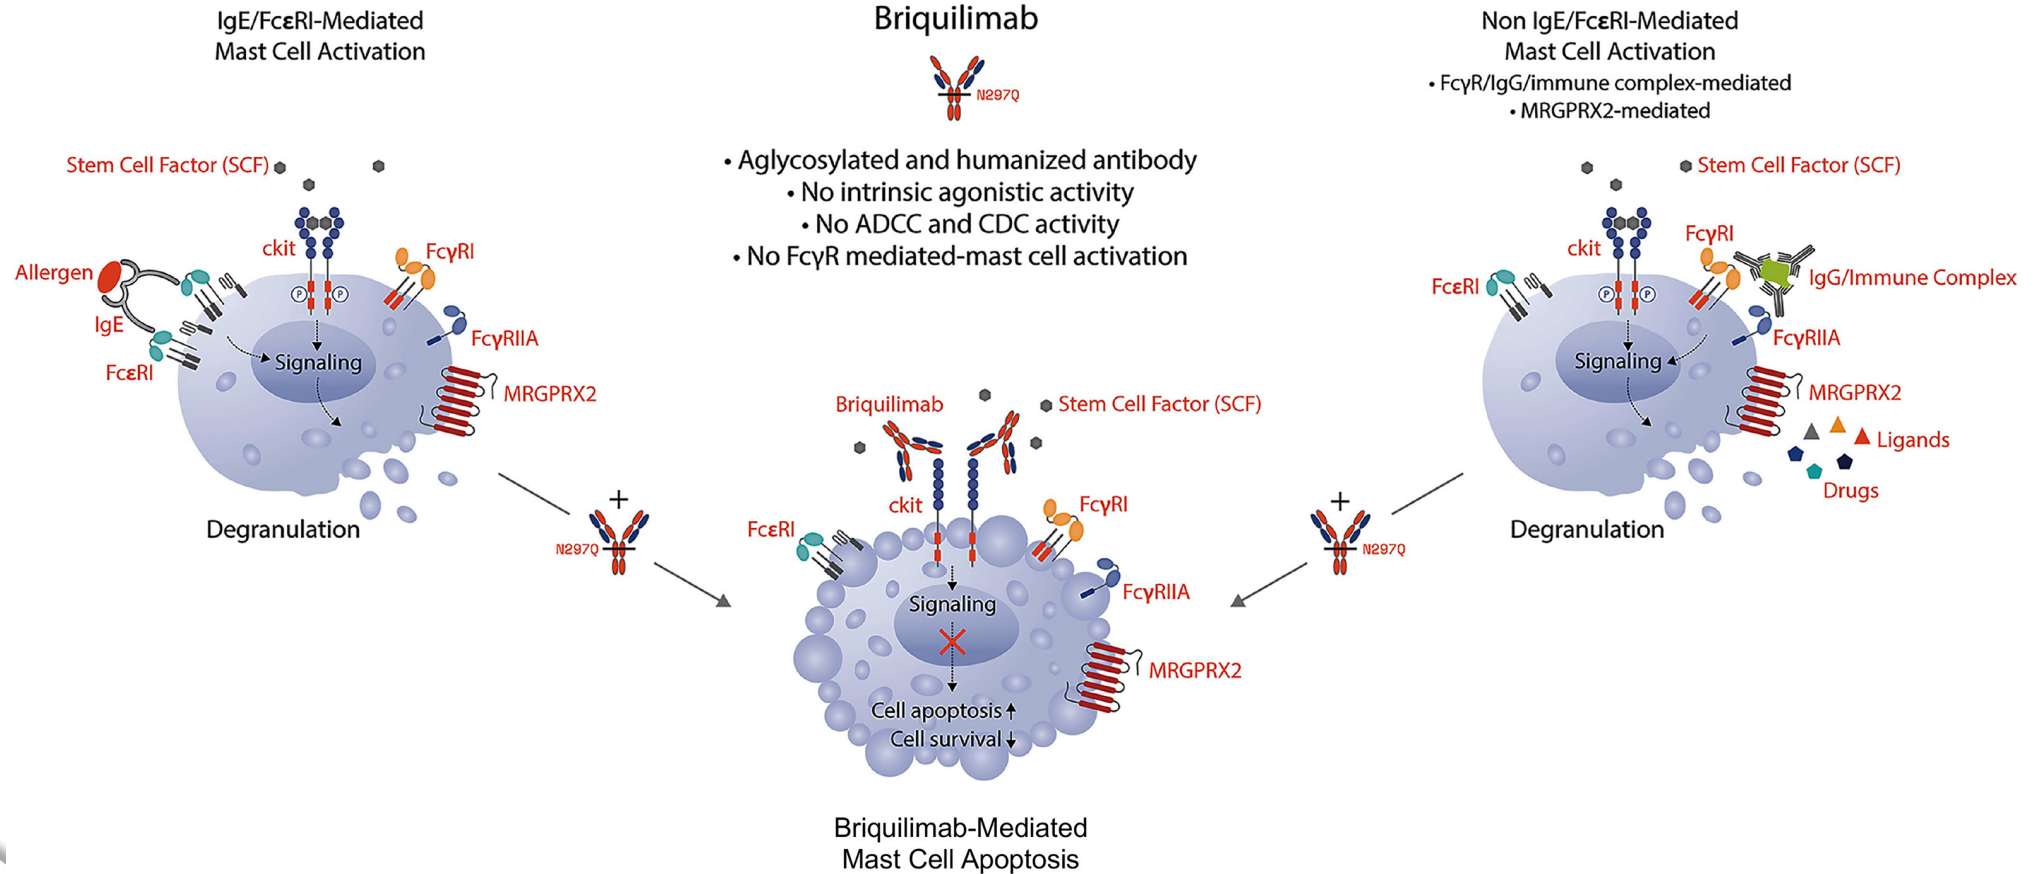 IgE/FcεRI-Mediated
Mast Cell Activation
Stem Cell Factor (SCF)
ckit
FcγRI
Allergen
IgE
FcεRI
P
P
Signaling
FcγRIIA
MRGPRX2
Degranulation
Briquilimab
N297Q
• Aglycosylated and humanized antibody
• No intrinsic agonistic activity
• No ADCC and CDC activity
• No FcγR mediated-mast cell activation
Non IgE/FcεRI-Mediated
Mast Cell Activation
• FcγR/IgG/immune complex-mediated
• MRGPRX2-mediated
Stem Cell Factor (SCF)
ckit
FcγRI
IgG/Immune Complex
FcεRI
P
P
Signaling
FcγRIIA
MRGPRX2
Ligands
Drugs
Degranulation
+
N297Q
+
N297Q
Briquilimab
Stem Cell Factor (SCF)
ckit
FcγRI
FcεRI
FcγRIIA
Signaling
MRGPRX2
Cell apoptosis
Cell survival
Briquilimab-Mediated
Mast Cell Apoptosis